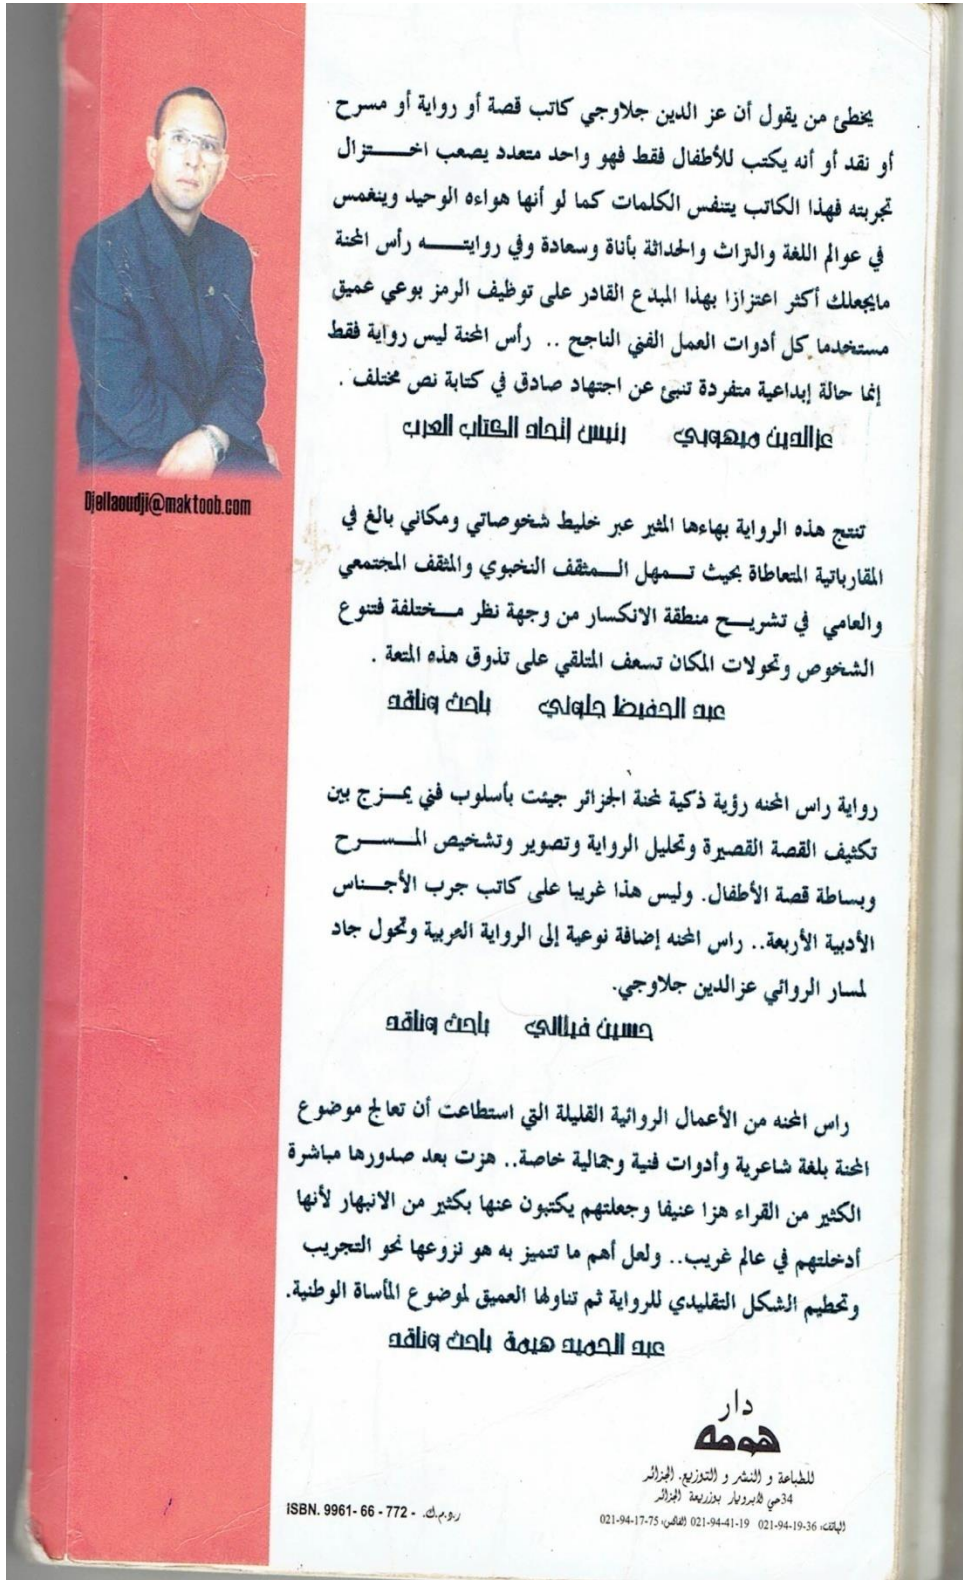 يخطئ من يقول أن عز الدين جلاوجي كاتب قصة أو رواية أو مسرح
أو نقد أو أنه يكتب للأطفال فقط فهو واحد متعدد يصعب اختزال
تجربته فهذا الكاتب يتنفس الكلمات كما لو أنها هواءه الوحيد وينغمس
في عوالم اللغة والتراث والحداثة بأناة وسعادة وفي روايته رأس المحنة
مايجعلك أكثر اعتزازا بهذا المبدع القادر على توظيف الرمز بوعي عميق
مستخدما كل أدوات العمل الفني الناجح .. رأس المحنة ليس رواية فقط
إنما حالة إبداعية متفردة تنبئ عن اجتهاد صادق في كتابة نص مختلف .
عزالدين ميهوبي رئيس إتحاد الكتاب العرب
Djellaoudji@maktoob.com
تنتج هذه الرواية بهاءها المثير عبر خليط شخوصاتي ومكاني بالغ في
المقارباتية المتعاطاة بحيث تمهل المثقف النخبوي والمثقف المجتمعي
والعامي في تشريح منطقة الانكسار من وجهة نظر مختلفة فتنوع
الشخوص وتحولات المكان تسعف المتلقي على تذوق هذه المتعة .
عبد الحفيظ جلولي باحث وناقد
رواية راس المحنه رؤية ذكية لمحنة الجزائر جيئت بأسلوب فني يمزج بين
تكثيف القصة القصيرة وتحليل الرواية وتصوير وتشخيص المسرح
وبساطة قصة الأطفال. وليس هذا غريبا على كاتب جرب الأجناس
الأدبية الأربعة.. راس المحنه إضافة نوعية إلى الرواية العربية وتحول جاد
لمسار الروائي عزالدين جلاوجي.
حسين فيلالي باحث وناقد
راس المحنه من الأعمال الروائية القليلة التي استطاعت أن تعالج موضوع
المحنة بلغة شاعرية وأدوات فنية وجمالية خاصة.. هزت بعد صدورها مباشرة
الكثير من القراء هزا عنيفا وجعلتهم يكتبون عنها بكثير من الانبهار لأنها
أدخلتهم في عالم غريب.. ولعل أهم ما تتميز به هو نزوعها نحو التجريب
وتحطيم الشكل التقليدي للرواية ثم تناولها العميق لموضوع المأساة الوطنية.
عبد الحميد هيمة باحث وناقد
دار
هومه
للطباعة و النشر و التوزيع. الجزائر
34 حي لابرويار بوزريعة الجزائر
الهاتف: 36-19-94-021 19-41-94-021 الفاكس: 75-17-94-021
ر.د.م.ك. - ISBN. 9961- 66 - 772